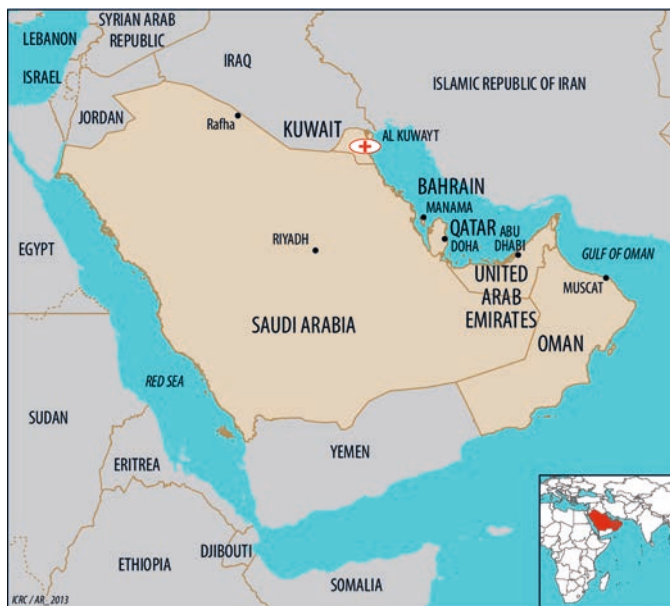 SYRIAN ARAB
REPUBLIC
LEBANON
ISRAEL
IRAQ
ISLAMIC REPUBLIC OF IRAN
JORDAN
Rafha
KUWAIT
AL KUWAYT
BAHRAIN
MANAMA
QATAR
DOHA
ABU
DHABI
EGYPT
RIYADH
GULF OF OMAN
UNITED
ARAB
EMIRATES
MUSCAT
SAUDI ARABIA
OMAN
RED SEA
SUDAN
YEMEN
ERITREA
DJIBOUTI
ETHIOPIA
SOMALIA
ICRC / AR_2013